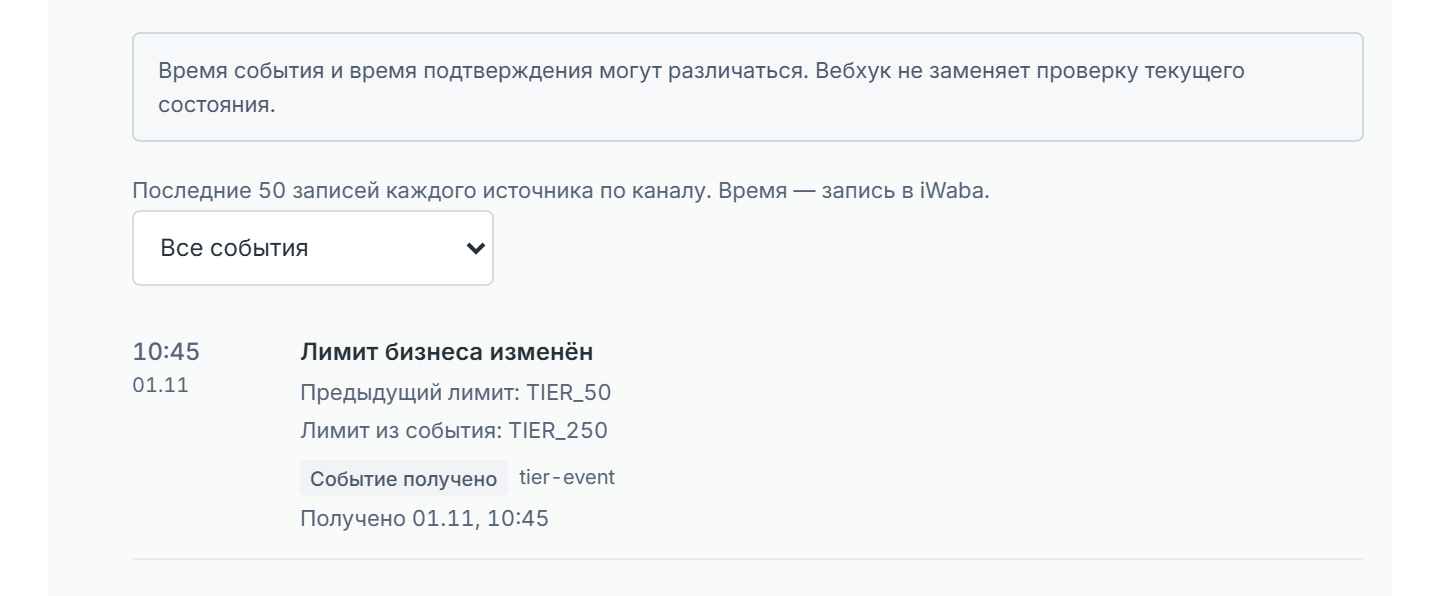 Время события и время подтверждения могут различаться. Вебхук не заменяет проверку текущего
состояния.
Последние 50 записей каждого источника по каналу. Время — запись в iWaba.
Все события
10:45
01.11
Лимит бизнеса изменён
Предыдущий лимит: TIER_50
Лимит из события: TIER_250
Событие получено tier-event
Получено 01.11, 10:45